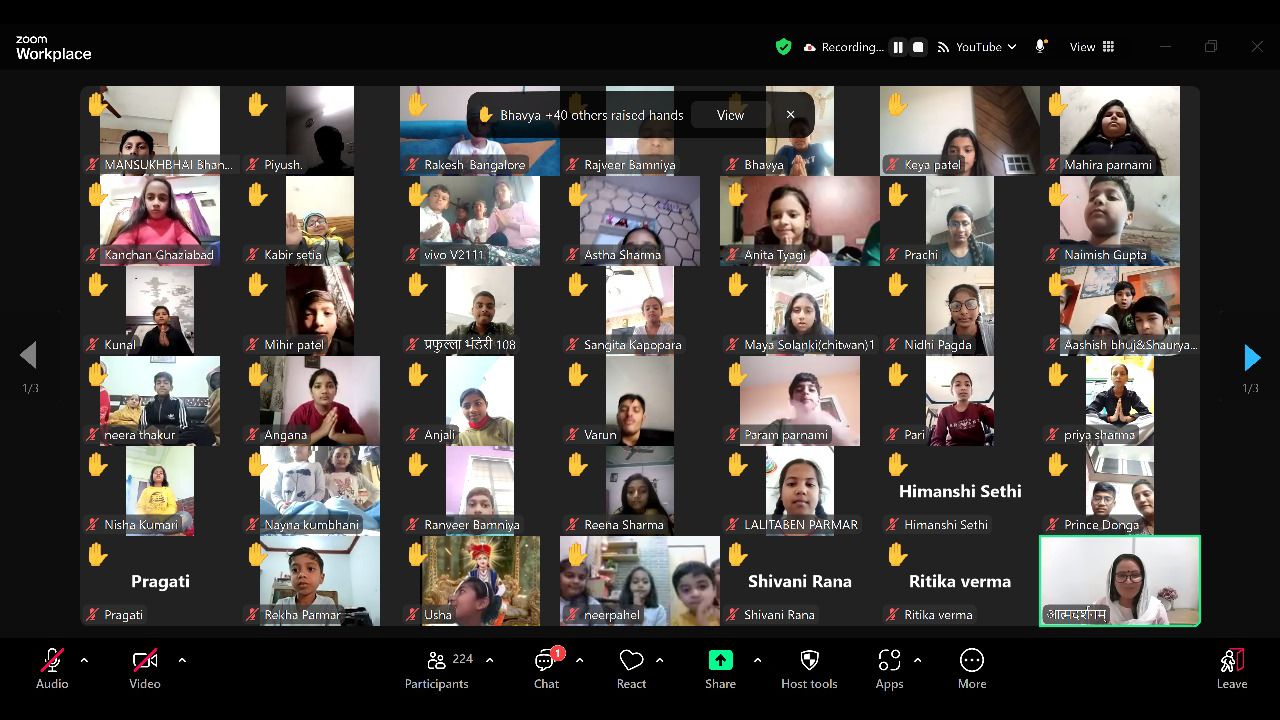 zoom
Workplace
Recording...
YouTube
View
Bhavya +40 others raised hands
View
MANSUKHBHAI Bhan...
Piyush.
Rakesh Bangalore
Rajveer Bamniya
Bhavya
Keya patel
Mahira parnami
Kanchan Ghaziabad
Kabir setia
vivo V2111
Astha Sharma
Anita Tyagi
Prachi
Naimish Gupta
Kunal
Mihir patel
प्रफुल्ला भंडेरी 108
Sangita Kapopara
Maya Solanki(chitwan)1
Nidhi Pagda
Aashish bhuj&Shaurya...
1/3
1/3
neera thakur
Angana
Anjali
Varun
Param parnami
Pari
priya sharma
Himanshi Sethi
Nisha Kumari
Nayna kumbhani
Ranveer Bamniya
Reena Sharma
LALITABEN PARMAR
Himanshi Sethi
Prince Donga
Pragati
Shivani Rana
Ritika verma
Pragati
Rekha Parmar
Usha
neerpahel
Shivani Rana
Ritika verma
आत्मदर्शनम्
224
1
Audio
Video
Participants
Chat
React
Share
Host tools
Apps
More
Leave